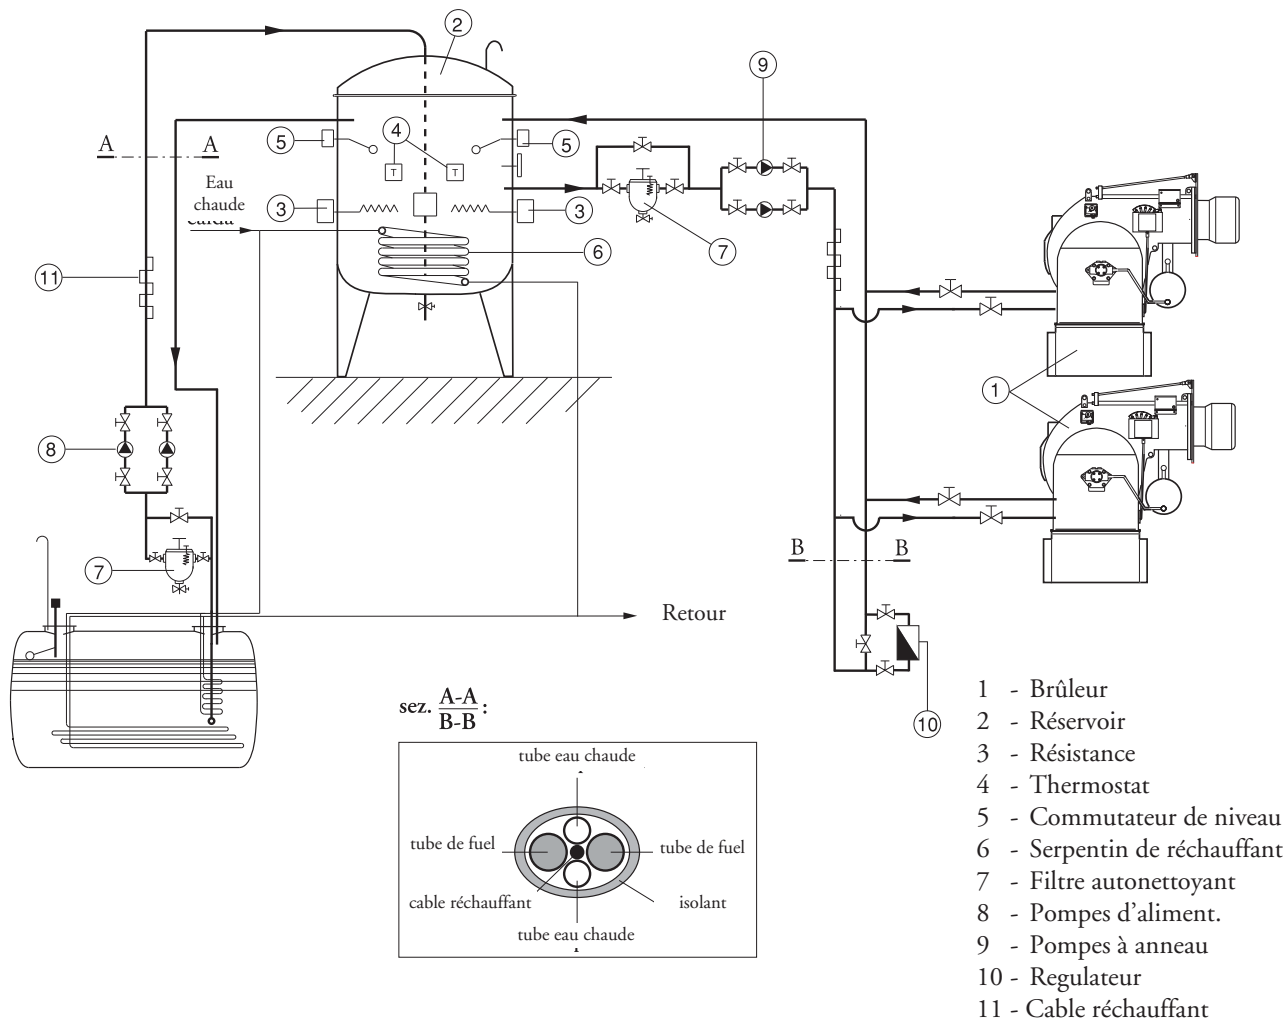 2
9
A
A
5
4
5
T
T
Eau
chaude
3
3
6
7
11
1
8
7
B
B
Retour
10
sez. A-A
B-B :
tube eau chaude
tube de fuel
tube de fuel
cable réchauffant
isolant
tube eau chaude
1 - Brûleur
2 - Réservoir
3 - Résistance
4 - Thermostat
5 - Commutateur de niveau
6 - Serpentin de réchauffant
7 - Filtre autonettoyant
8 - Pompes d'aliment.
9 - Pompes à anneau
10 - Regulateur
11 - Cable réchauffant